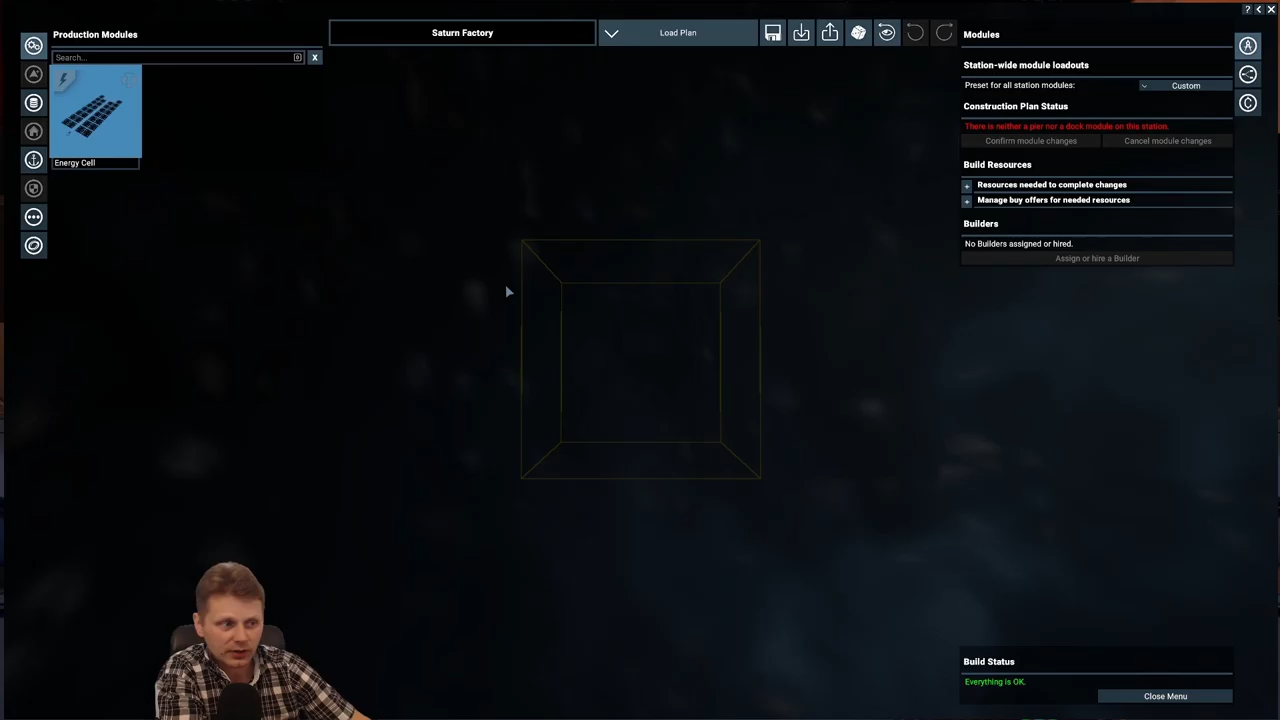 Production Modules
Search...
X
Energy Cell
Saturn Factory
Load Plan
?
Modules
Station-wide module loadouts
Preset for all station modules:
Custom
Construction Plan Status
There is neither a pier nor a dock module on this station.
Confirm module changes
Cancel module changes
Build Resources
+ Resources needed to complete changes
+ Manage buy offers for needed resources
Builders
No Builders assigned or hired.
Assign or hire a Builder
Build Status
Everything is OK.
Close Menu